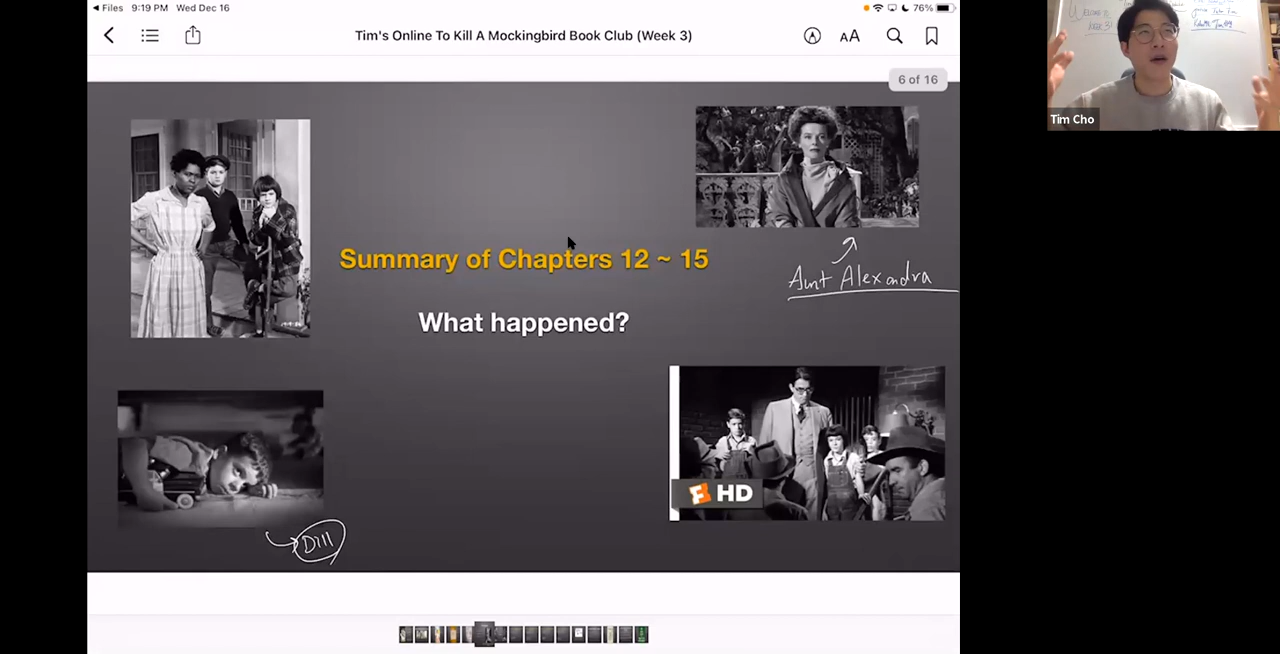 Files 9:19 PM Wed Dec 16
76%
Tim's Online To Kill A Mockingbird Book Club (Week 3)
AA
6 of 16
Summary of Chapters 12 ~ 15
What happened?
Aunt Alexandra
Dill
HD
Tim Cho